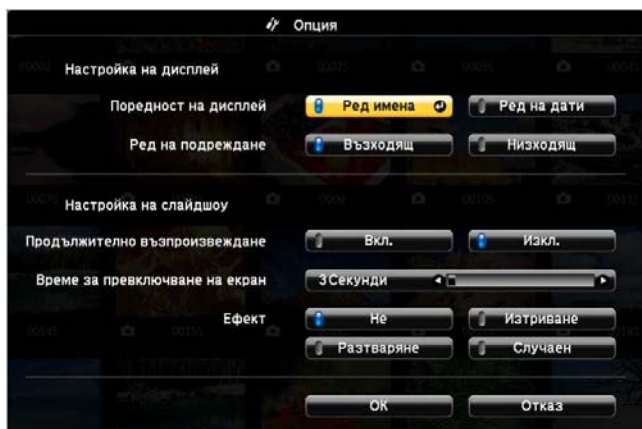 Опция
Настройка на дисплей
Поредност на дисплей Ред имена Ред на дати
Ред на подреждане Възходящ Низходящ
Настройка на слайдшоу
Продължително възпроизвеждане Вкл. Изкл.
Време за превключване на екран 3Секунди
Ефект Не Изтриване
Разтваряне Случаен
OK Отказ